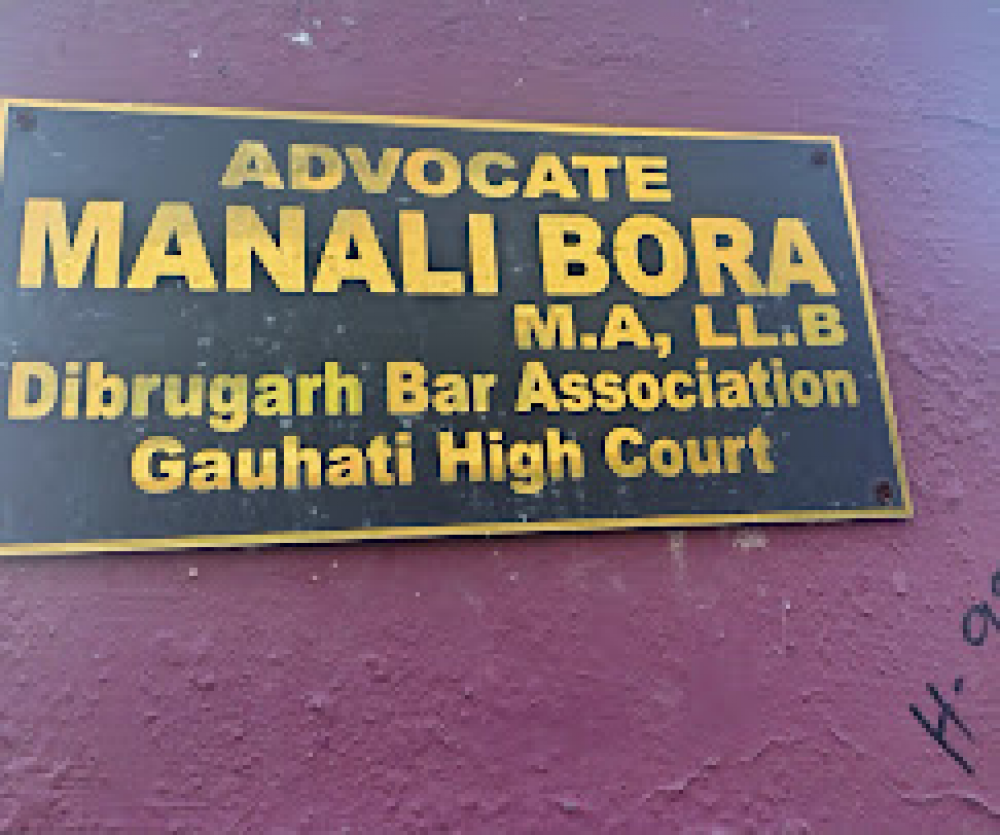 ADVOCATE
MANALI BORA
M.A, LL.B
Dibrugarh Bar Association
Gauhati High Court
H.